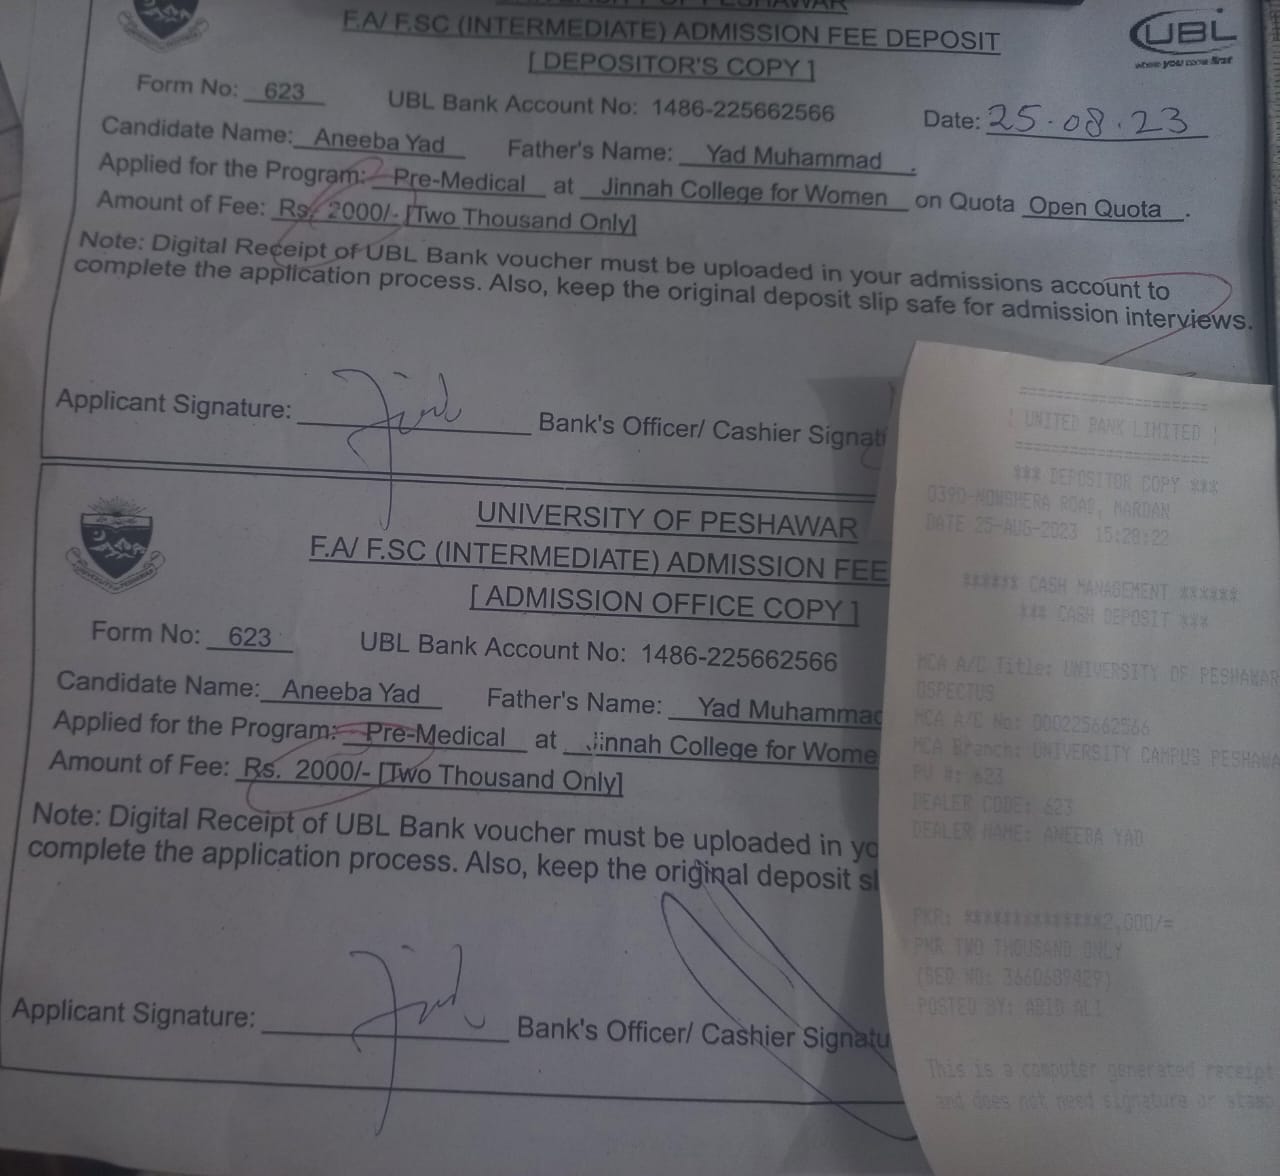 UNIVERSITY OF PESHAWAR
F.A/ F.SC (INTERMEDIATE) ADMISSION FEE DEPOSIT
[ DEPOSITOR'S COPY ]
UBL
where you come first
Form No: 623 UBL Bank Account No: 1486-225662566 Date: 25.08.23
Candidate Name: Aneeba Yad Father's Name: Yad Muhammad .
Applied for the Program: Pre-Medical at Jinnah College for Women on Quota Open Quota .
Amount of Fee: Rs. 2000/- [Two Thousand Only]
Note: Digital Receipt of UBL Bank voucher must be uploaded in your admissions account to
complete the application process. Also, keep the original deposit slip safe for admission interviews.
Applicant Signature: Bank's Officer/ Cashier Signat
UNIVERSITY OF PESHAWAR
F.A/ F.SC (INTERMEDIATE) ADMISSION FEE
[ ADMISSION OFFICE COPY ]
Form No: 623 UBL Bank Account No: 1486-225662566
Candidate Name: Aneeba Yad Father's Name: Yad Muhammad
Applied for the Program: Pre-Medical at Jinnah College for Wome
Amount of Fee: Rs. 2000/- [Two Thousand Only]
Note: Digital Receipt of UBL Bank voucher must be uploaded in yo
complete the application process. Also, keep the original deposit sl
Applicant Signature: Bank's Officer/ Cashier Signatu
| UNITED BANK LIMITED |
*** DEPOSITOR COPY ***
0390-NOWSHERA ROAD, MARDAN
DATE 25-AUG-2023 15:28:22
****** CASH MANAGEMENT ******
*** CASH DEPOSIT ***
MCA A/C Title: UNIVERSITY OF PESHAWAR
OSPECTUS
MCA A/C No: 000225662566
MCA Branch: UNIVERSITY CAMPUS PESHAWA
PV #: 623
DEALER CODE: 623
DEALER NAME: ANEEBA YAD
PKR: **************2,000/=
PKR TWO THOUSAND ONLY
(SEQ NO: 3660689429)
POSTED BY: ABID ALI
This is a computer generated receipt
and does not need signature or stamp